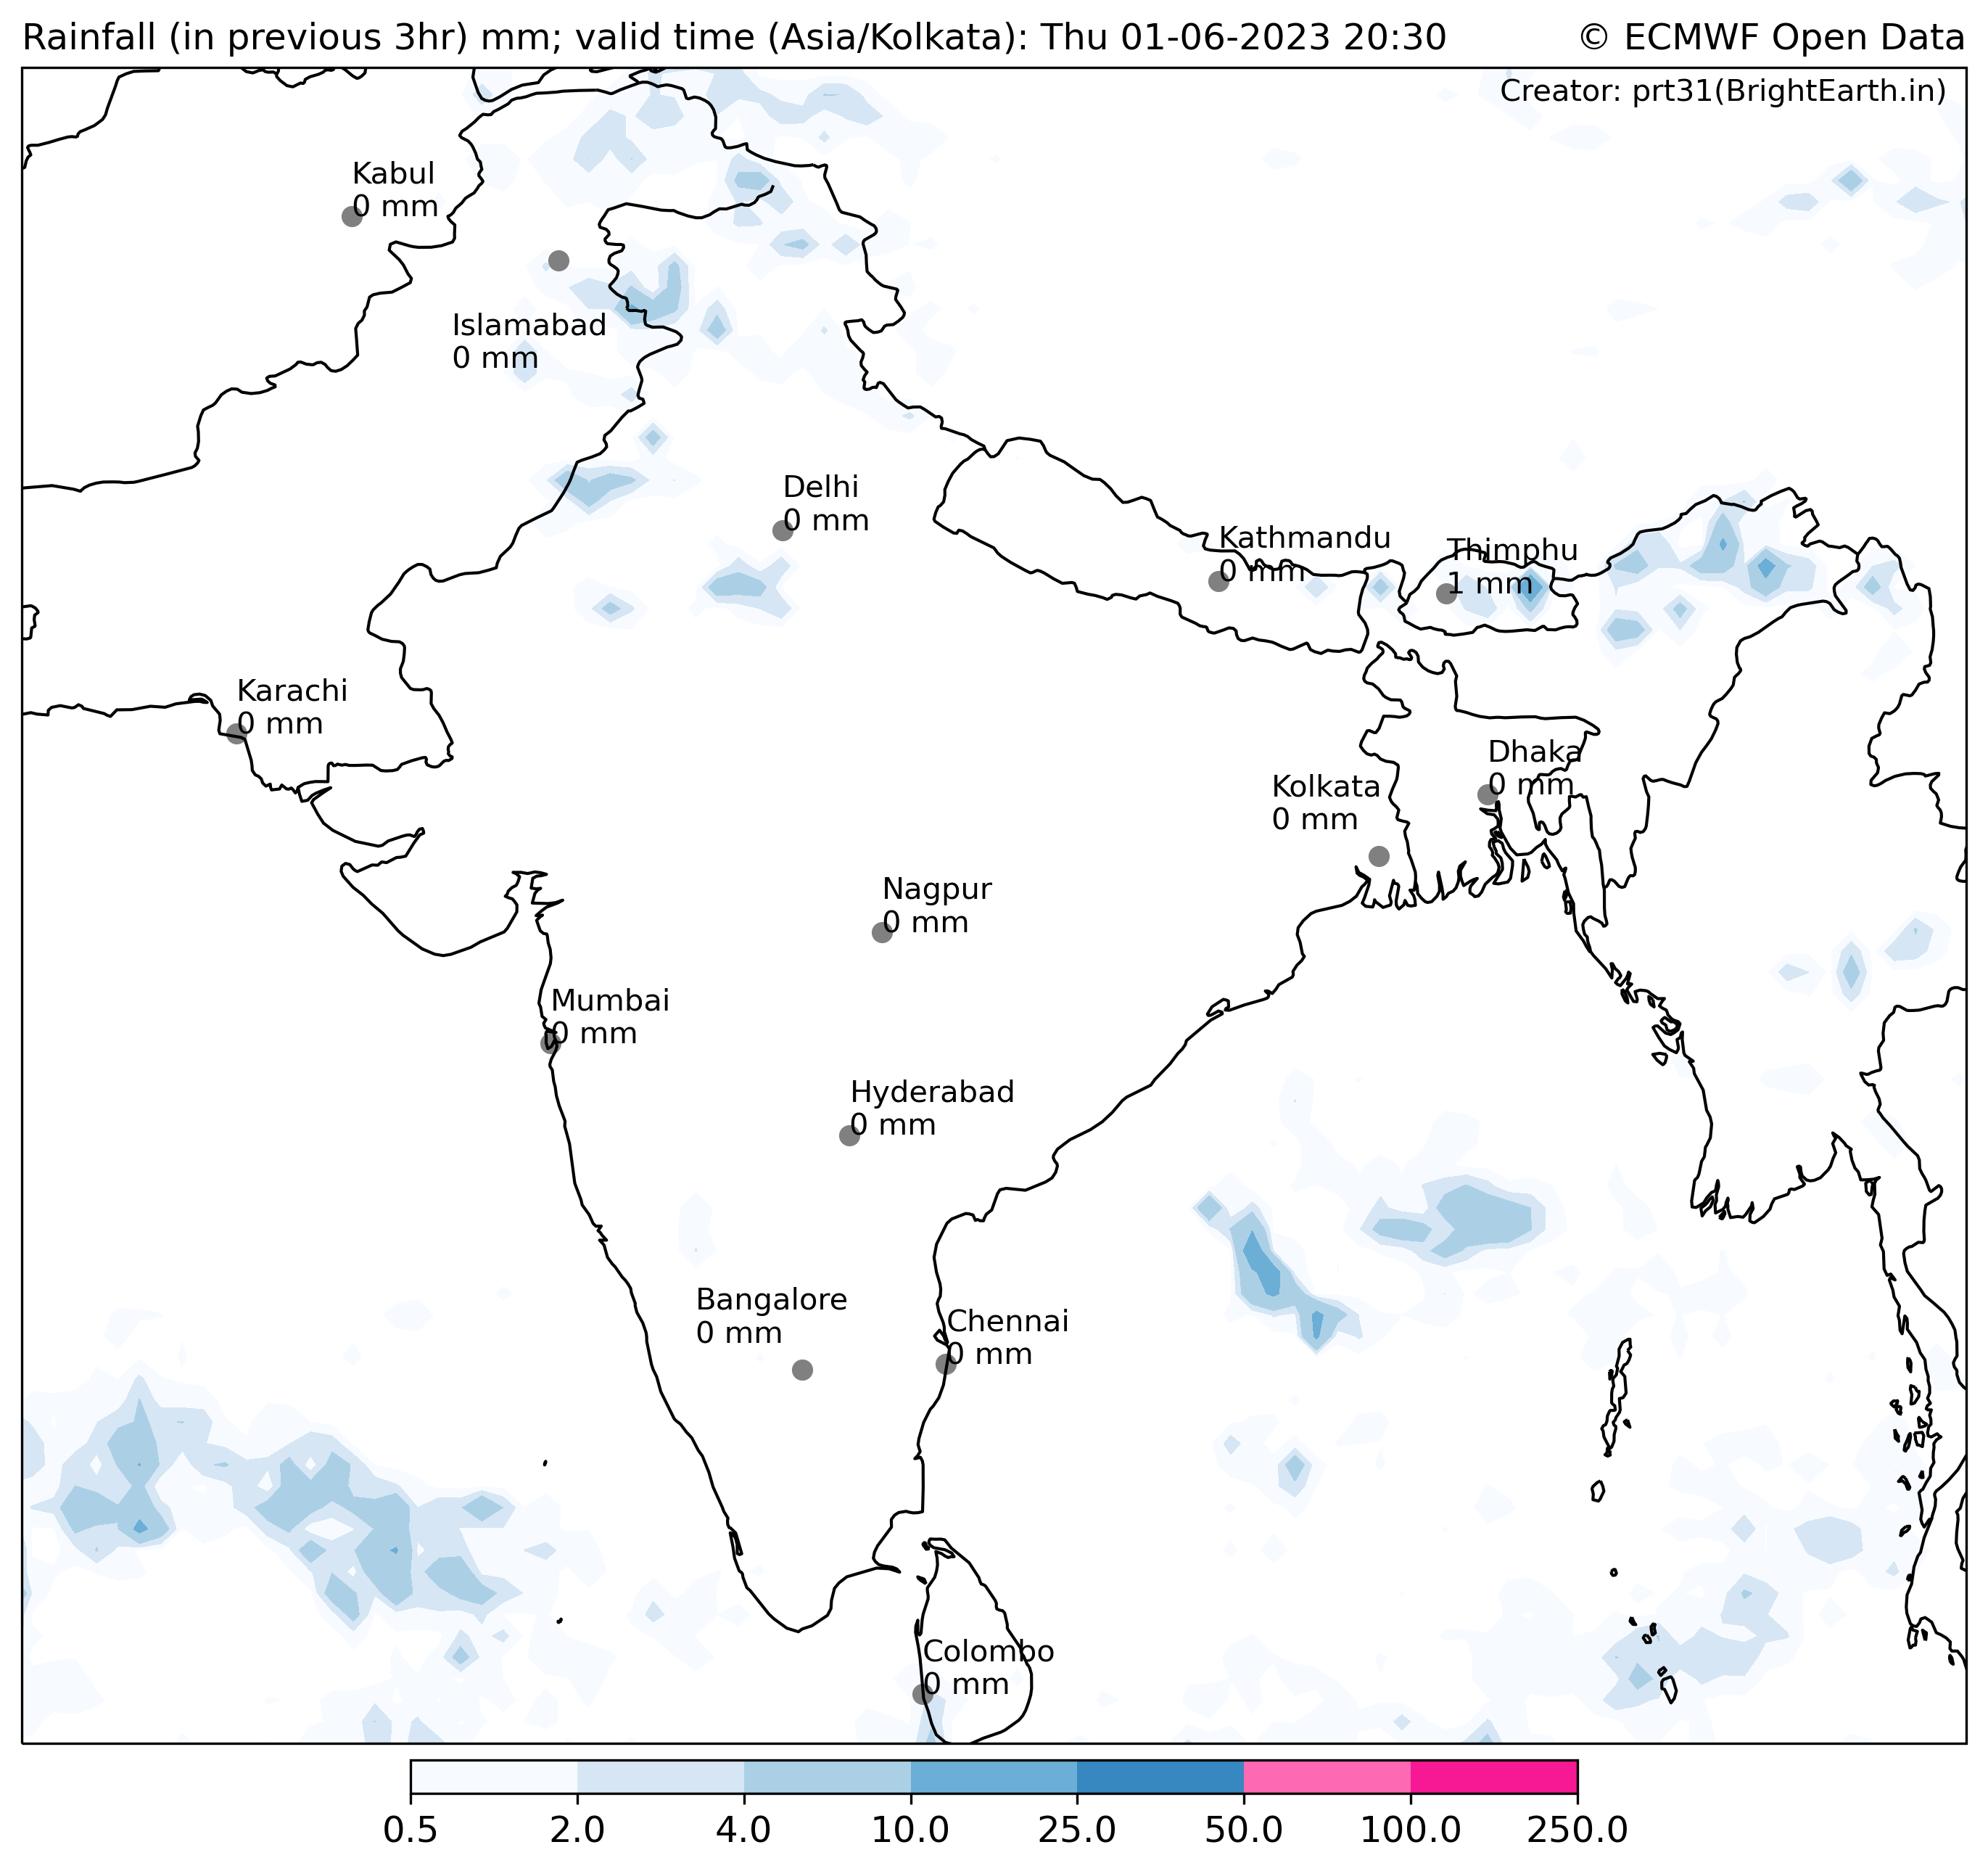 Rainfall (in previous 3hr) mm; valid time (Asia/Kolkata): Thu 01-06-2023 20:30
© ECMWF Open Data
Creator: prt31(BrightEarth.in)
Kabul
0 mm
Islamabad
0 mm
Delhi
0 mm
Kathmandu
0 mm
Thimphu
1 mm
Karachi
0 mm
Dhaka
0 mm
Kolkata
0 mm
Nagpur
0 mm
Mumbai
0 mm
Hyderabad
0 mm
Bangalore
0 mm
Chennai
0 mm
Colombo
0 mm
0.5 2.0 4.0 10.0 25.0 50.0 100.0 250.0